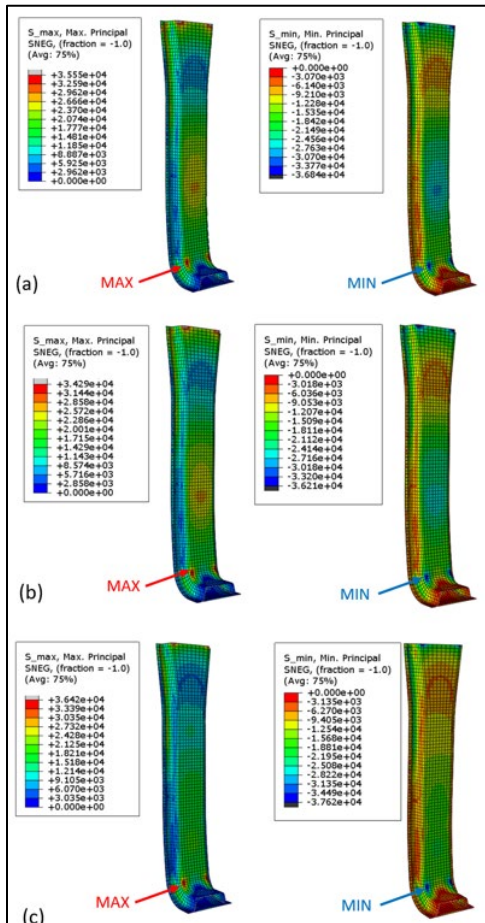 S_max, Max. Principal
SNEG, (fraction = -1.0)
(Avg: 75%)
+3.555e+04
+3.259e+04
+2.962e+04
+2.666e+04
+2.370e+04
+2.074e+04
+1.777e+04
+1.481e+04
+1.185e+04
+8.887e+03
+5.925e+03
+2.962e+03
+0.000e+00
MAX
S_min, Min. Principal
SNEG, (fraction = -1.0)
(Avg: 75%)
+0.000e+00
-3.070e+03
-6.140e+03
-9.210e+03
-1.228e+04
-1.535e+04
-1.842e+04
-2.149e+04
-2.456e+04
-2.763e+04
-3.070e+04
-3.377e+04
-3.684e+04
MIN
(a)
S_max, Max. Principal
SNEG, (fraction = -1.0)
(Avg: 75%)
+3.429e+04
+3.144e+04
+2.858e+04
+2.572e+04
+2.286e+04
+2.001e+04
+1.715e+04
+1.429e+04
+1.143e+04
+8.574e+03
+5.716e+03
+2.858e+03
+0.000e+00
MAX
S_min, Min. Principal
SNEG, (fraction = -1.0)
(Avg: 75%)
+0.000e+00
-3.018e+03
-6.036e+03
-9.053e+03
-1.207e+04
-1.509e+04
-1.811e+04
-2.112e+04
-2.414e+04
-2.716e+04
-3.018e+04
-3.320e+04
-3.621e+04
MIN
(b)
S_max, Max. Principal
SNEG, (fraction = -1.0)
(Avg: 75%)
+3.642e+04
+3.339e+04
+3.035e+04
+2.732e+04
+2.428e+04
+2.125e+04
+1.821e+04
+1.518e+04
+1.214e+04
+9.105e+03
+6.070e+03
+3.035e+03
+0.000e+00
MAX
S_min, Min. Principal
SNEG, (fraction = -1.0)
(Avg: 75%)
+0.000e+00
-3.135e+03
-6.270e+03
-9.405e+03
-1.254e+04
-1.568e+04
-1.881e+04
-2.195e+04
-2.508e+04
-2.822e+04
-3.135e+04
-3.449e+04
-3.762e+04
MIN
(c)